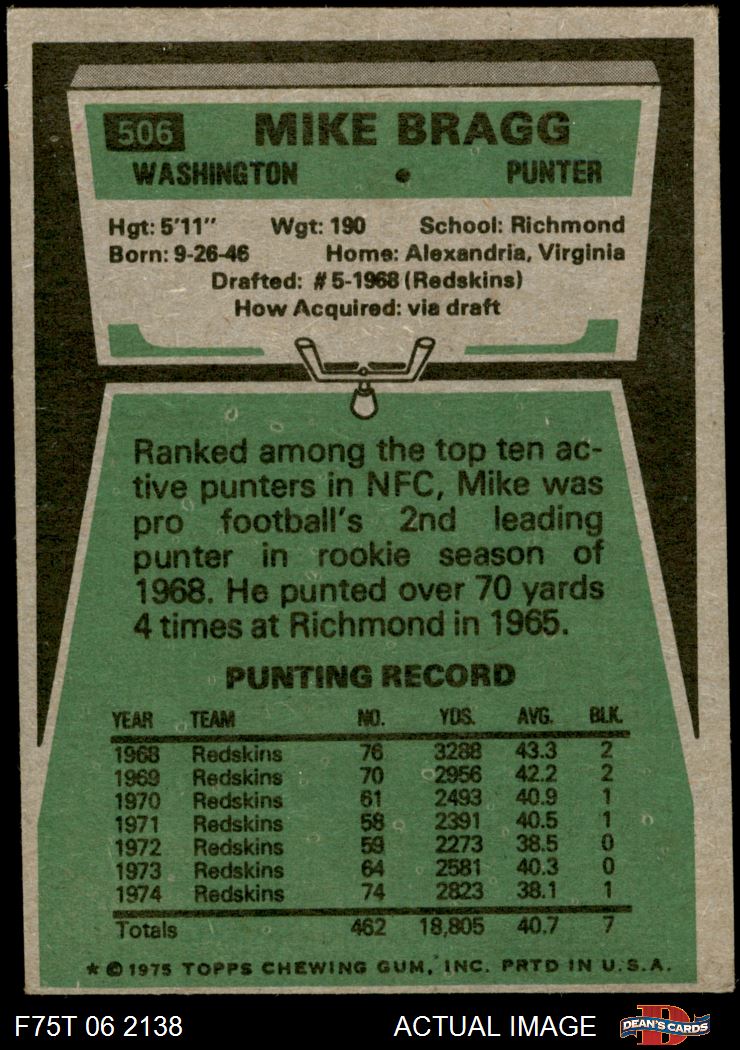 506 MIKE BRAGG
WASHINGTON • PUNTER
Hgt: 5'11" Wgt: 190 School: Richmond
Born: 9-26-46 Home: Alexandria, Virginia
Drafted: #5-1968 (Redskins)
How Acquired: via draft
Ranked among the top ten ac-
tive punters in NFC, Mike was
pro football's 2nd leading
punter in rookie season of
1968. He punted over 70 yards
4 times at Richmond in 1965.
PUNTING RECORD
YEAR TEAM NO. YDS. AVG. BLK.
1968 Redskins 76 3288 43.3 2
1969 Redskins 70 2956 42.2 2
1970 Redskins 61 2493 40.9 1
1971 Redskins 58 2391 40.5 1
1972 Redskins 59 2273 38.5 0
1973 Redskins 64 2581 40.3 0
1974 Redskins 74 2823 38.1 1
Totals 462 18,805 40.7 7
* © 1975 TOPPS CHEWING GUM, INC. PRTD IN U.S.A.
F75T 06 2138 ACTUAL IMAGE D DEAN'S CARDS